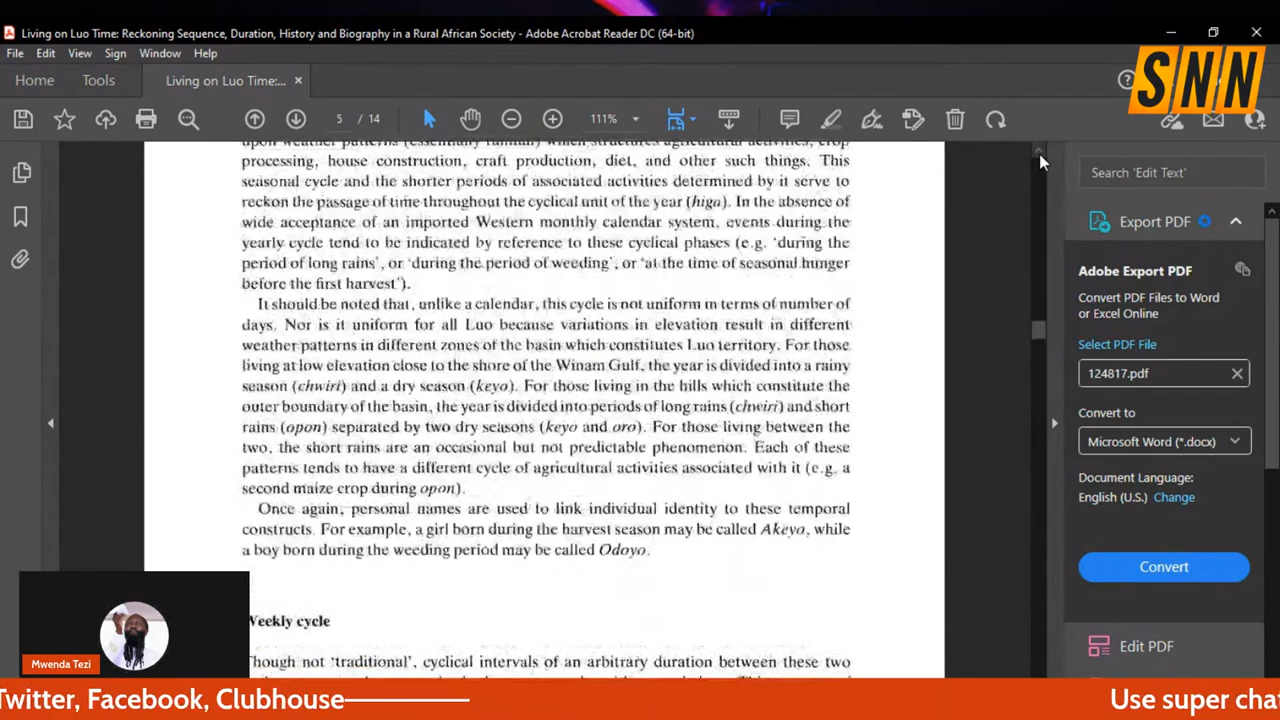 Living on Luo Time: Reckoning Sequence, Duration, History and Biography in a Rural African Society - Adobe Acrobat Reader DC (64-bit)
File Edit View Sign Window Help
Home Tools Living on Luo Time:... ×
SNN
5 / 14 111%
upon weather patterns (essentially rainfall) which structures agricultural activities, crop
processing, house construction, craft production, diet, and other such things. This
seasonal cycle and the shorter periods of associated activities determined by it serve to
reckon the passage of time throughout the cyclical unit of the year (higa). In the absence of
wide acceptance of an imported Western monthly calendar system, events during the
yearly cycle tend to be indicated by reference to these cyclical phases (e.g. ‘during the
period of long rains’, or ‘during the period of weeding’, or ‘at the time of seasonal hunger
before the first harvest’).
It should be noted that, unlike a calendar, this cycle is not uniform in terms of number of
days. Nor is it uniform for all Luo because variations in elevation result in different
weather patterns in different zones of the basin which constitutes Luo territory. For those
living at low elevation close to the shore of the Winam Gulf, the year is divided into a rainy
season (chwiri) and a dry season (keyo). For those living in the hills which constitute the
outer boundary of the basin, the year is divided into periods of long rains (chwiri) and short
rains (opon) separated by two dry seasons (keyo and oro). For those living between the
two, the short rains are an occasional but not predictable phenomenon. Each of these
patterns tends to have a different cycle of agricultural activities associated with it (e.g. a
second maize crop during opon).
Once again, personal names are used to link individual identity to these temporal
constructs. For example, a girl born during the harvest season may be called Akeyo, while
a boy born during the weeding period may be called Odoyo.
Weekly cycle
Though not ‘traditional’, cyclical intervals of an arbitrary duration between these two
Search 'Edit Text'
Export PDF
Adobe Export PDF
Convert PDF Files to Word
or Excel Online
Select PDF File
124817.pdf
Convert to
Microsoft Word (*.docx)
Document Language:
English (U.S.) Change
Convert
Edit PDF
Mwenda Tezi
Twitter, Facebook, Clubhouse
Use super cha